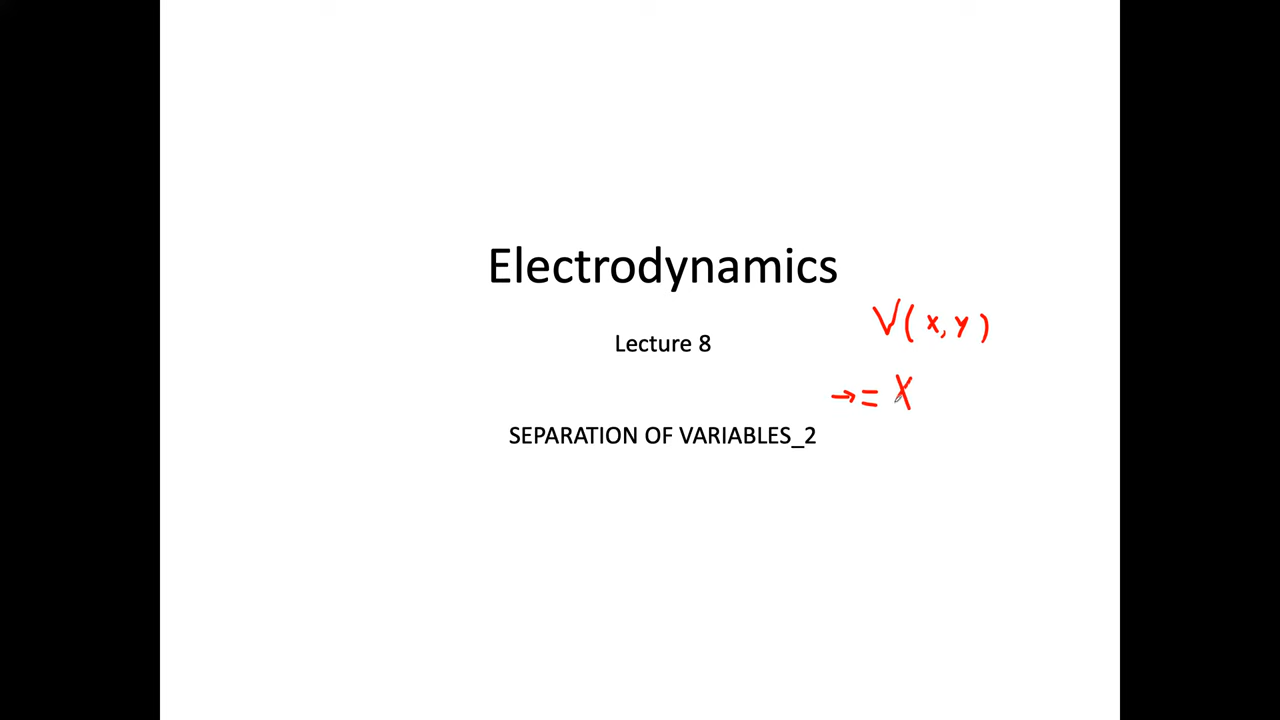 Electrodynamics
V(x,y)
Lecture 8
→= X
SEPARATION OF VARIABLES_2